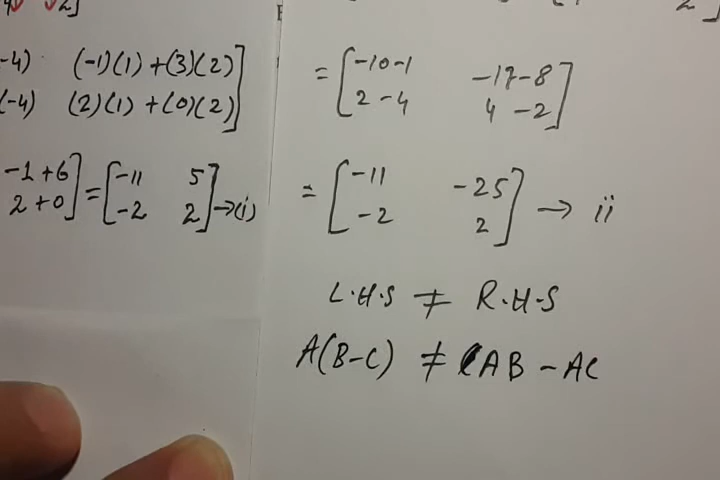 -4) (-1)(1) + (3)(2)]
(-4) (2)(1) + (0)(2)]
-1 + 6] = [-11 5
2 + 0] [-2 2] → (i)
= [-10-1 -17-8
2 - 4 4 - 2]
= [-11 -25
-2 2] → ii
L.H.S ≠ R.H.S
A(B-C) ≠ AB - AC